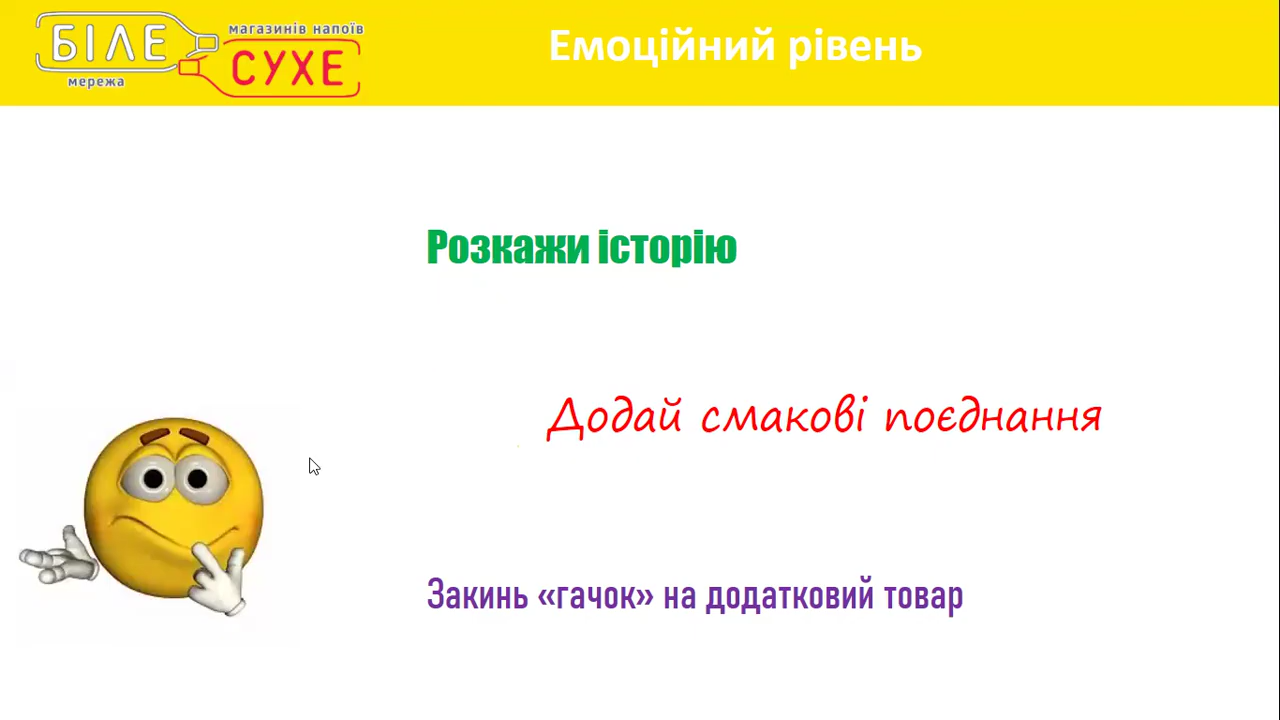 БІЛЕ
мережа
магазинів напоїв
СУХЕ
Емоційний рівень
Розкажи історію
Додай смакові поєднання
Закинь «гачок» на додатковий товар